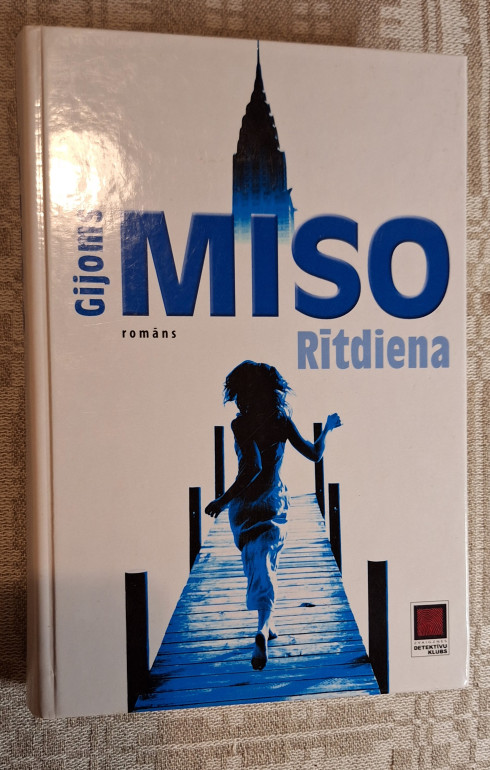 Gijoms
MISO
romāns
Rītdiena
DETEKTĪVU
KLUBS